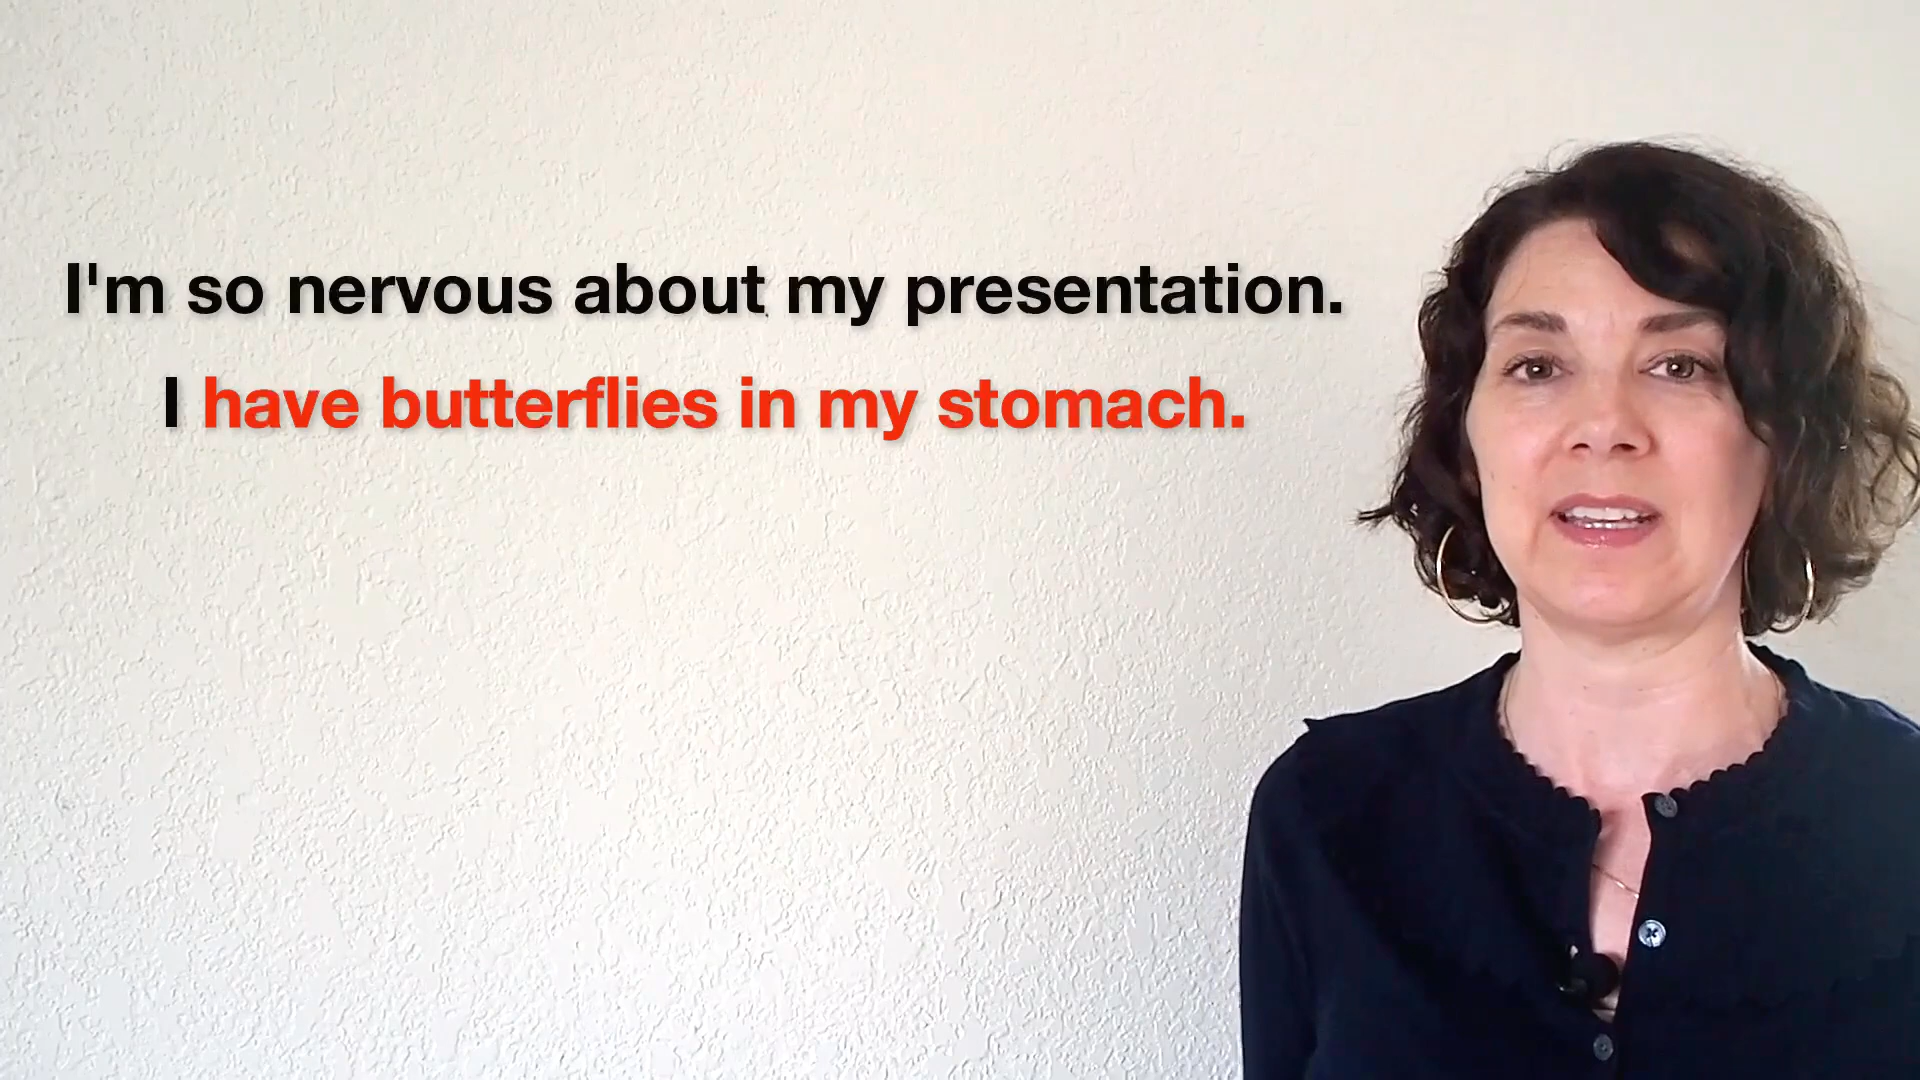 I'm so nervous about my presentation.
I have butterflies in my stomach.